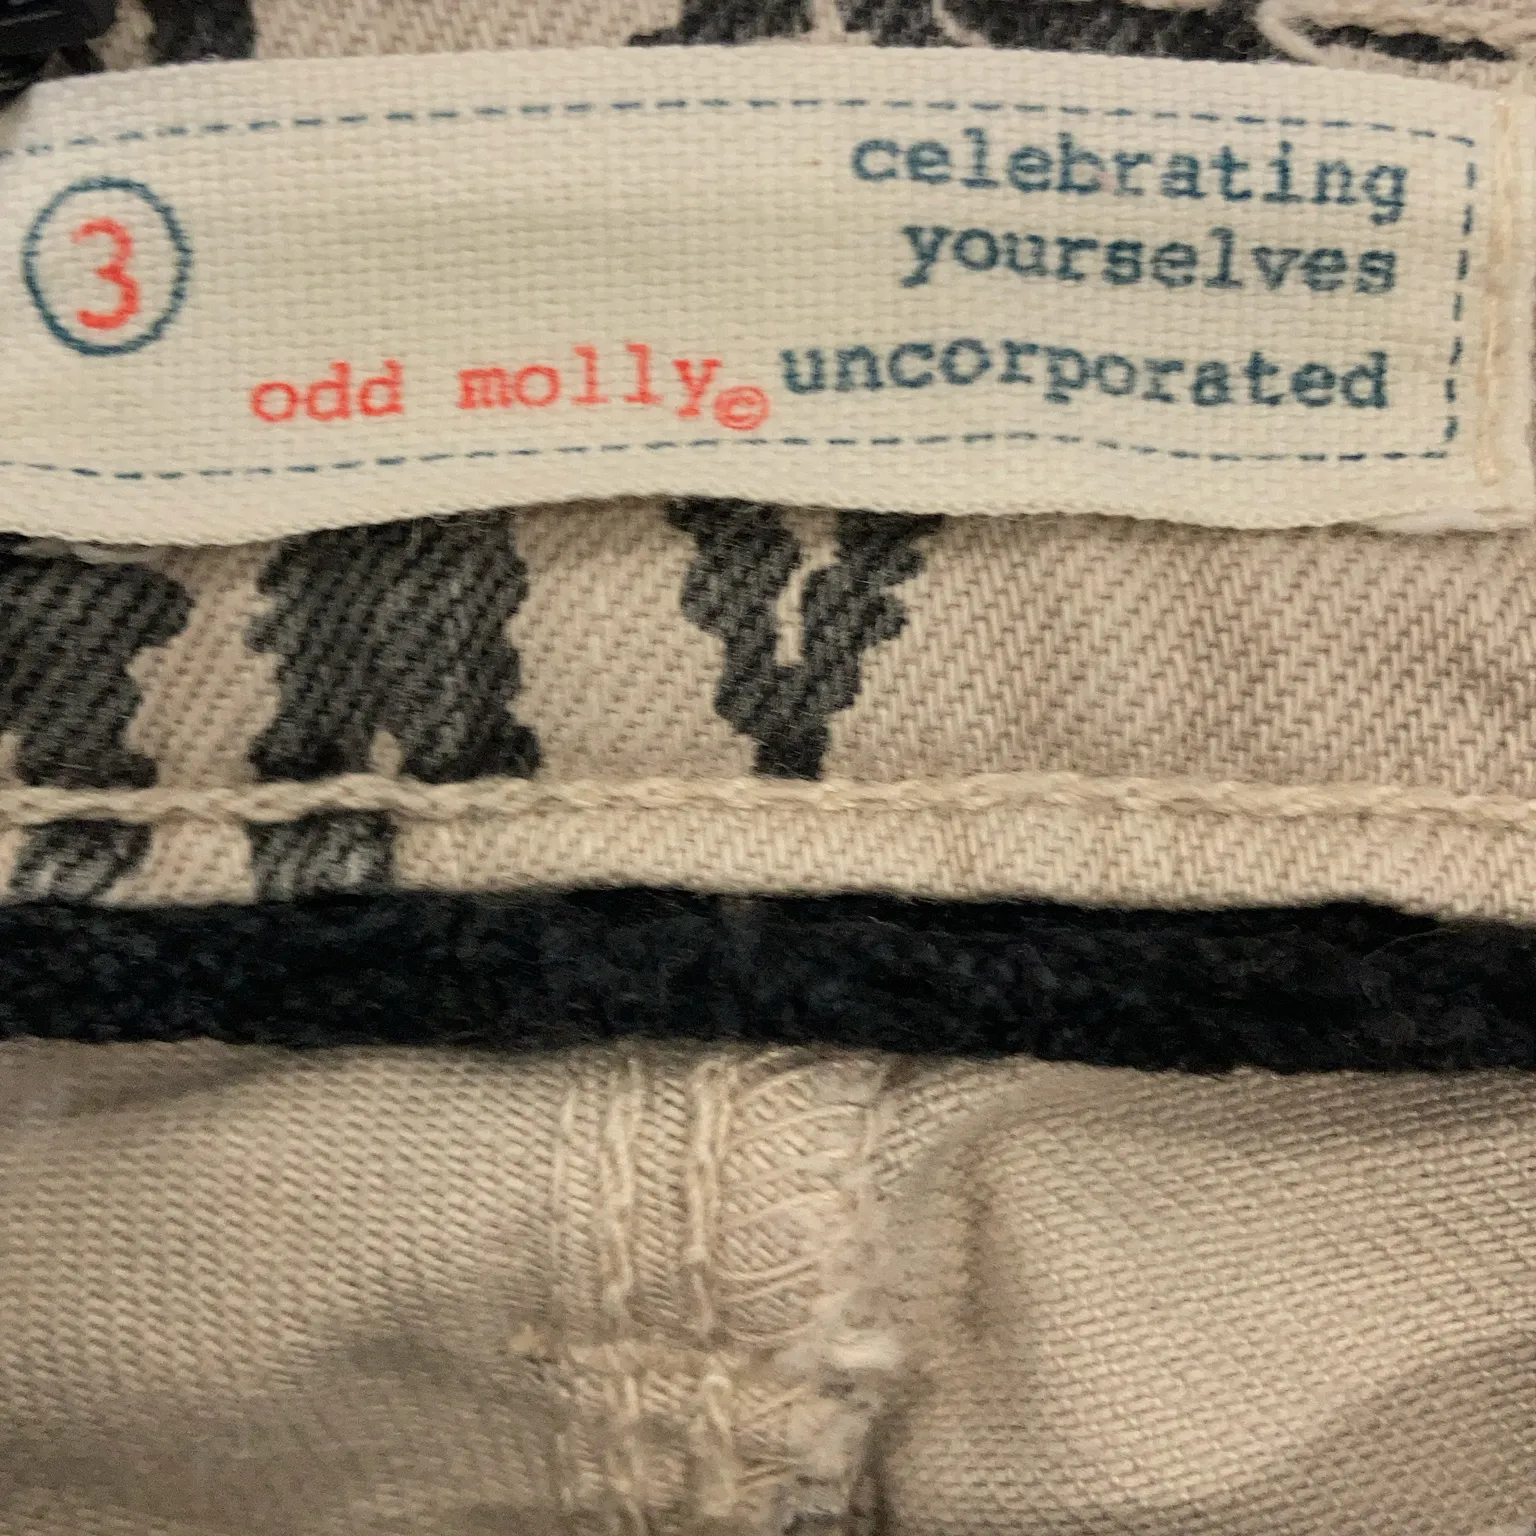 celebrating
yourselves
3
odd molly© uncorporated